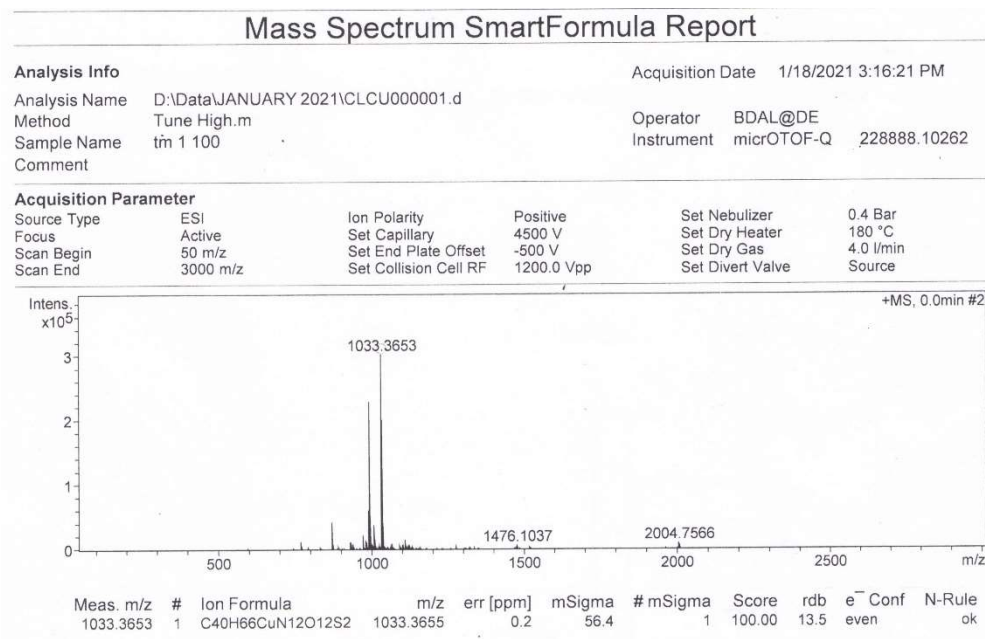 Mass Spectrum SmartFormula Report
Analysis Info Acquisition Date 1/18/2021 3:16:21 PM
Analysis Name D:\Data\JANUARY 2021\CLCU000001.d
Method Tune High.m Operator BDAL@DE
Sample Name tm 1 100 Instrument micrOTOF-Q 228888.10262
Comment
Acquisition Parameter
Source Type ESI Ion Polarity Positive Set Nebulizer 0.4 Bar
Focus Active Set Capillary 4500 V Set Dry Heater 180 °C
Scan Begin 50 m/z Set End Plate Offset -500 V Set Dry Gas 4.0 l/min
Scan End 3000 m/z Set Collision Cell RF 1200.0 Vpp Set Divert Valve Source
Intens. +MS, 0.0min #2
x10⁵
1033.3653
3
2
1
1476.1037 2004.7566
0
500 1000 1500 2000 2500 m/z
Meas. m/z # Ion Formula m/z err [ppm] mSigma # mSigma Score rdb e⁻ Conf N-Rule
1033.3653 1 C40H66CuN12O12S2 1033.3655 0.2 56.4 1 100.00 13.5 even ok